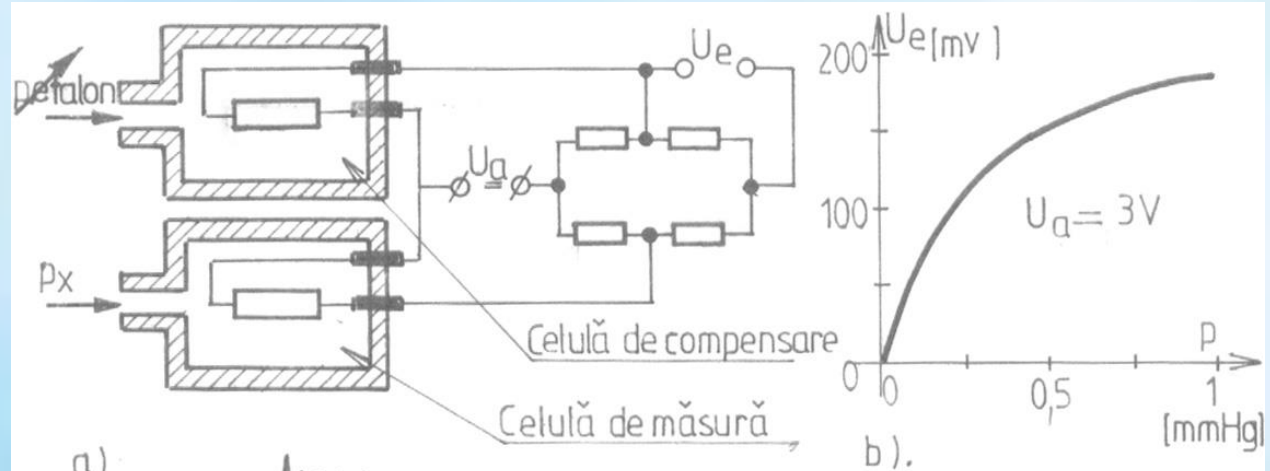 petalon
px
Ua
Ue
Celulă de compensare
Celulă de măsură
a)
Ue[mv]
200
100
0
Ua = 3V
0
0,5
1
p
[mmHg]
b).